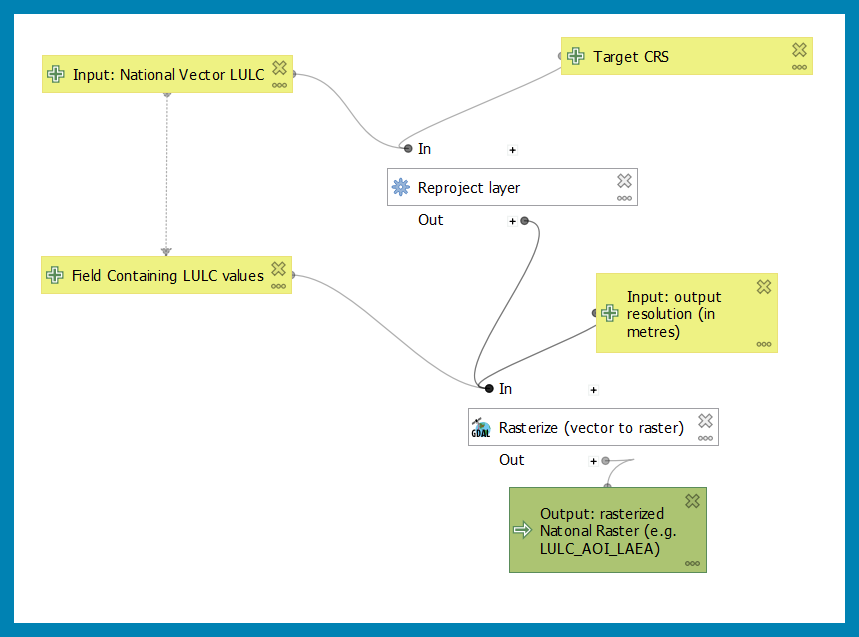 Input: National Vector LULC
Target CRS
In
+
Reproject layer
Out
+
Field Containing LULC values
Input: output
resolution (in
metres)
In
+
GDAL
Rasterize (vector to raster)
Out
+
Output: rasterized
Natonal Raster (e.g.
LULC_AOI_LAEA)